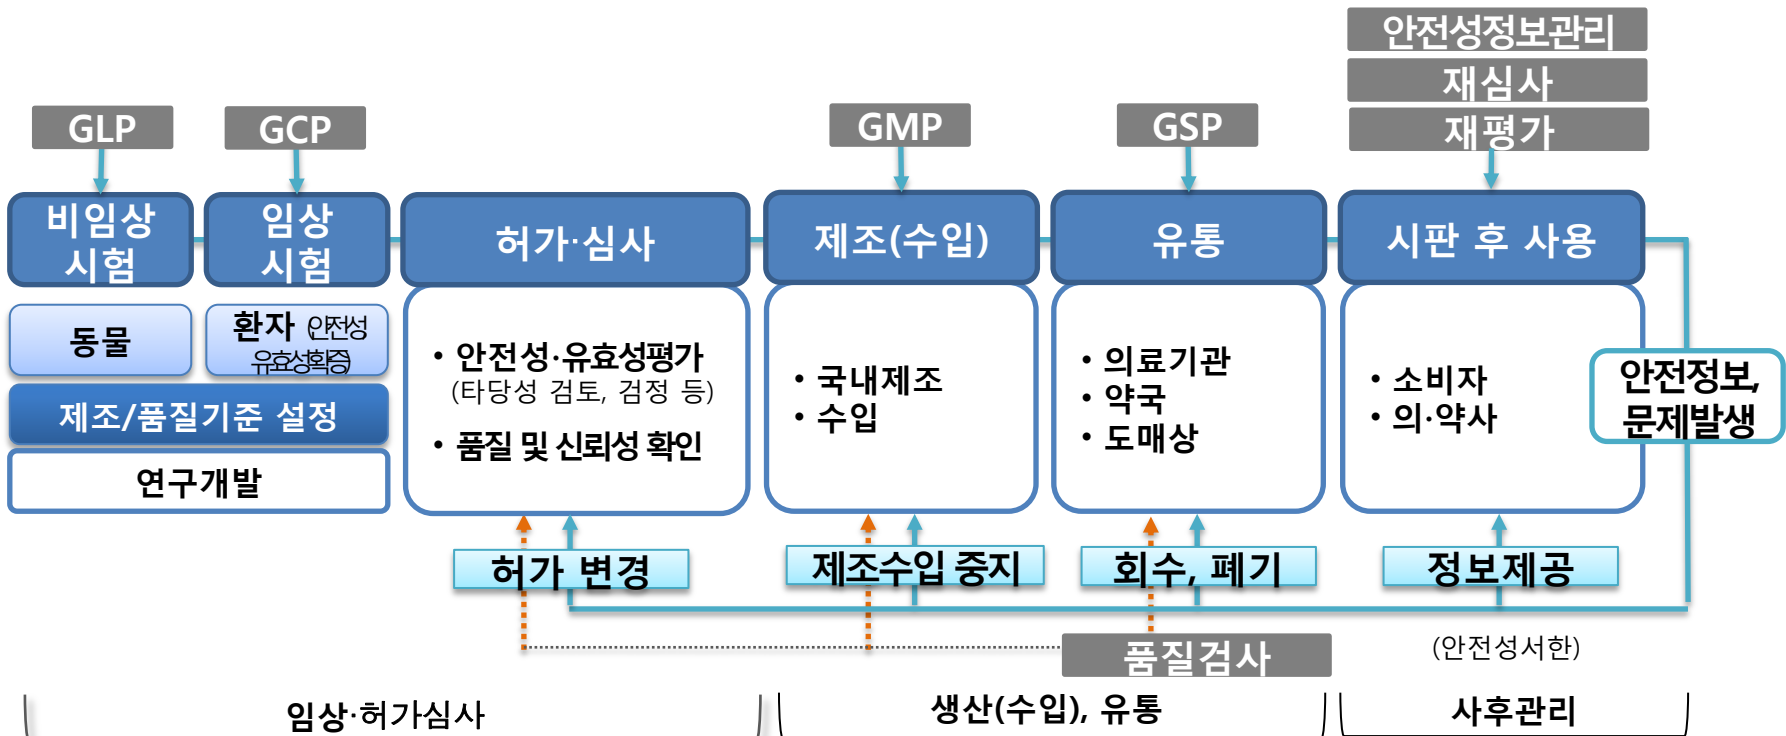 안전성정보관리
재심사
재평가
GLP
GCP
GMP
GSP
비임상
시험
임상
시험
허가·심사
제조(수입)
유통
시판 후 사용
동물
환자 (안전성
유효성확증)
제조/품질기준 설정
연구개발
• 안전성·유효성평가
(타당성 검토, 검정 등)
• 품질 및 신뢰성 확인
• 국내제조
• 수입
• 의료기관
• 약국
• 도매상
• 소비자
• 의·약사
안전정보,
문제발생
허가 변경
제조수입 중지
회수, 폐기
정보제공
품질검사
(안전성서한)
임상·허가심사
생산(수입), 유통
사후관리